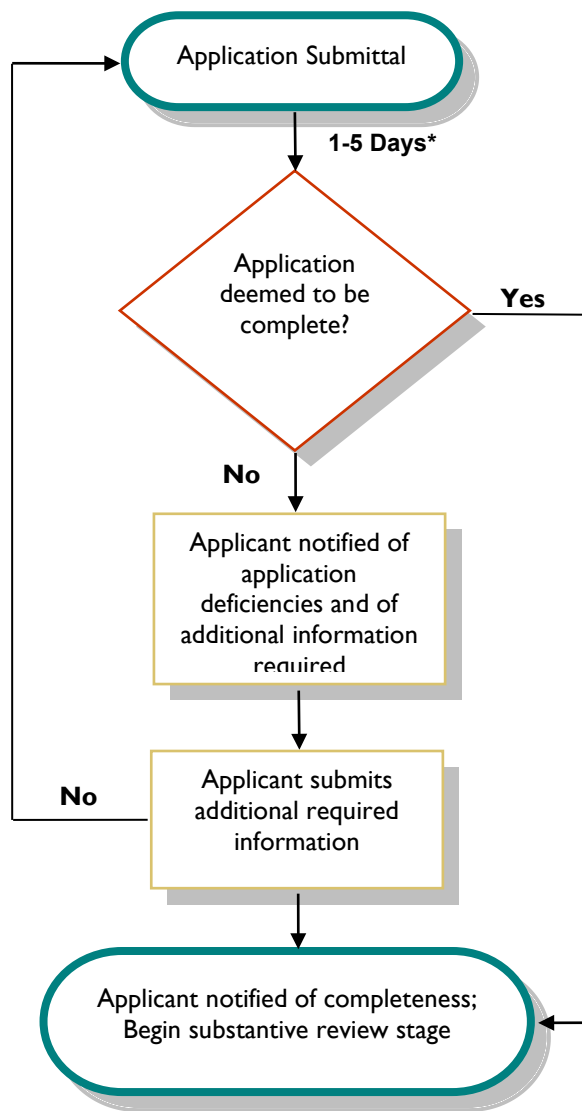 Application Submittal
1-5 Days*
Application
deemed to be
complete?
Yes
No
Applicant notified of
application
deficiencies and of
additional information
required
No
Applicant submits
additional required
information
Applicant notified of completeness;
Begin substantive review stage